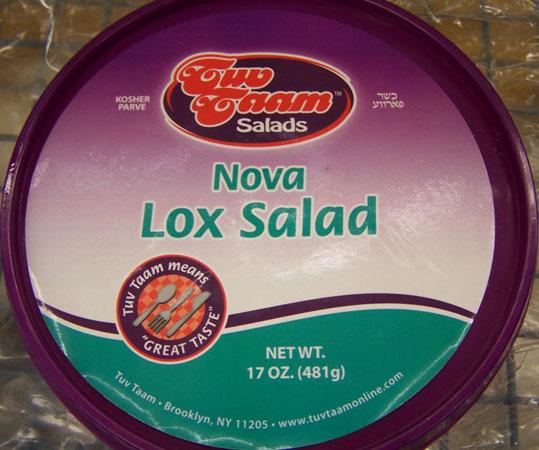 Tuv
Taam™
Salads
KOSHER
PARVE
כשר
פארווע
Nova
Lox Salad
Tuv Taam means
"GREAT TASTE"
NET WT.
17 OZ. (481g)
Tuv Taam • Brooklyn, NY 11205 • www.tuvtaamonline.com